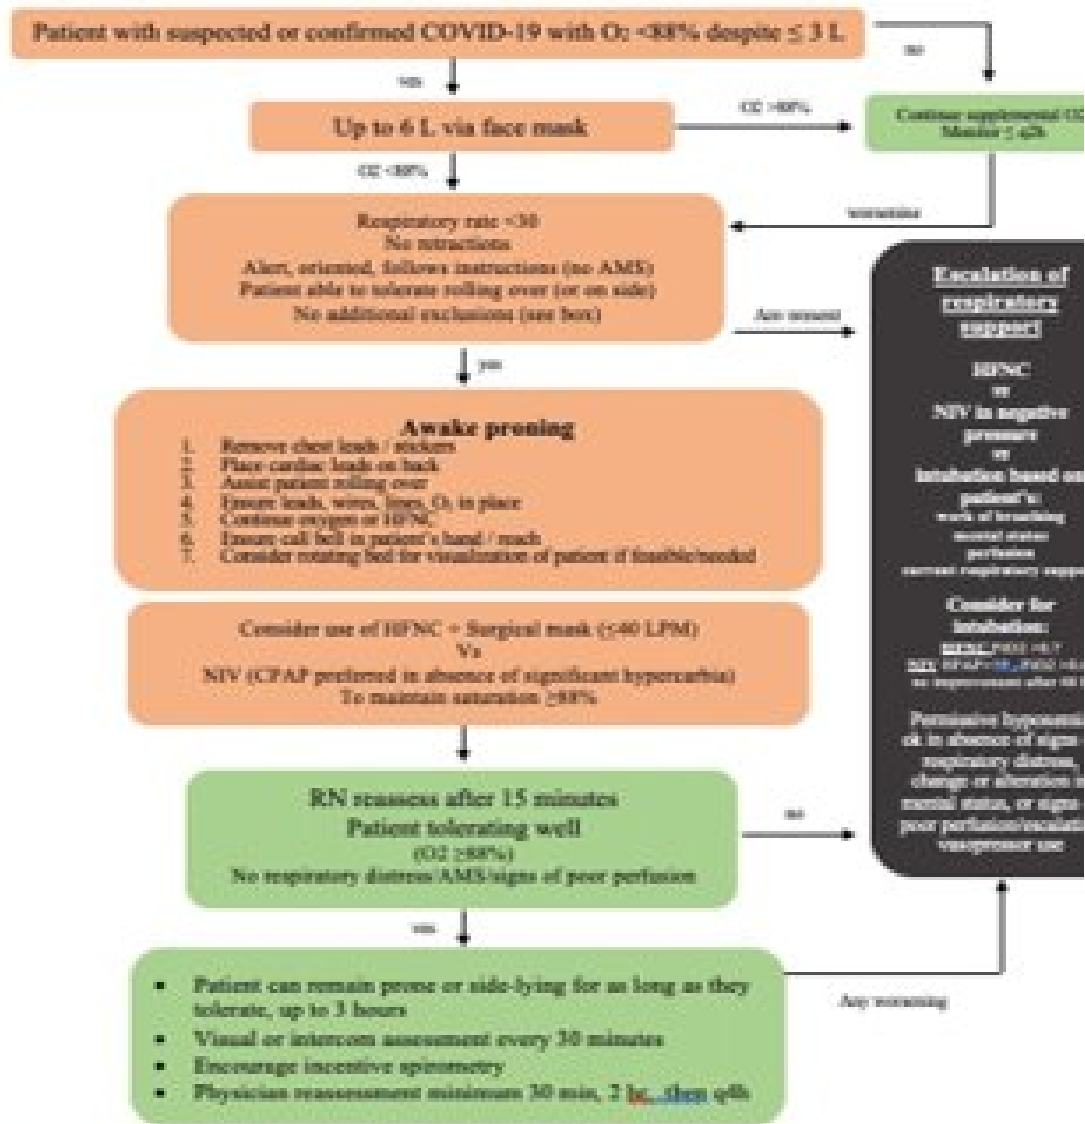 Patient with suspected or confirmed COVID-19 with O₂ <88% despite ≤ 3 L
no
yes
Up to 6 L via face mask
O2 >88%
Continue supplemental O2
Monitor ≤ q2h
O2 <88%
worsening
Respiratory rate <30
No retractions
Alert, oriented, follows instructions (no AMS)
Patient able to tolerate rolling over (or on side)
No additional exclusions (see box)
Are present
yes
Awake proning
1. Remove chest leads / stickers
2. Place cardiac leads on back
3. Assist patient rolling over
4. Ensure leads, wires, lines, O₂ in place
5. Continue oxygen or HFNC
6. Ensure call bell in patient's hand / reach
7. Consider rotating bed for visualization of patient if feasible/needed
Consider use of HFNC + Surgical mask (≤40 LPM)
Vs
NIV (CPAP preferred in absence of significant hypercarbia)
To maintain saturation ≥88%
RN reassess after 15 minutes
Patient tolerating well
(O2 ≥88%)
No respiratory distress/AMS/signs of poor perfusion
no
yes
• Patient can remain prone or side-lying for as long as they
tolerate, up to 3 hours
• Visual or intercom assessment every 30 minutes
• Encourage incentive spirometry
• Physician reassessment minimum 30 min, 2 hr, then q4h
Any worsening
Escalation of
respiratory
support
HFNC
vs
NIV in negative
pressure
vs
Intubation based on
patient's:
work of breathing
mental status
perfusion
current respiratory
Consider for
intubation:
HFNC
NIV
no improvement after
Permissive
ok in absence of signs
respiratory distress,
change or alteration
mental status, or signs
poor
vasopressor use